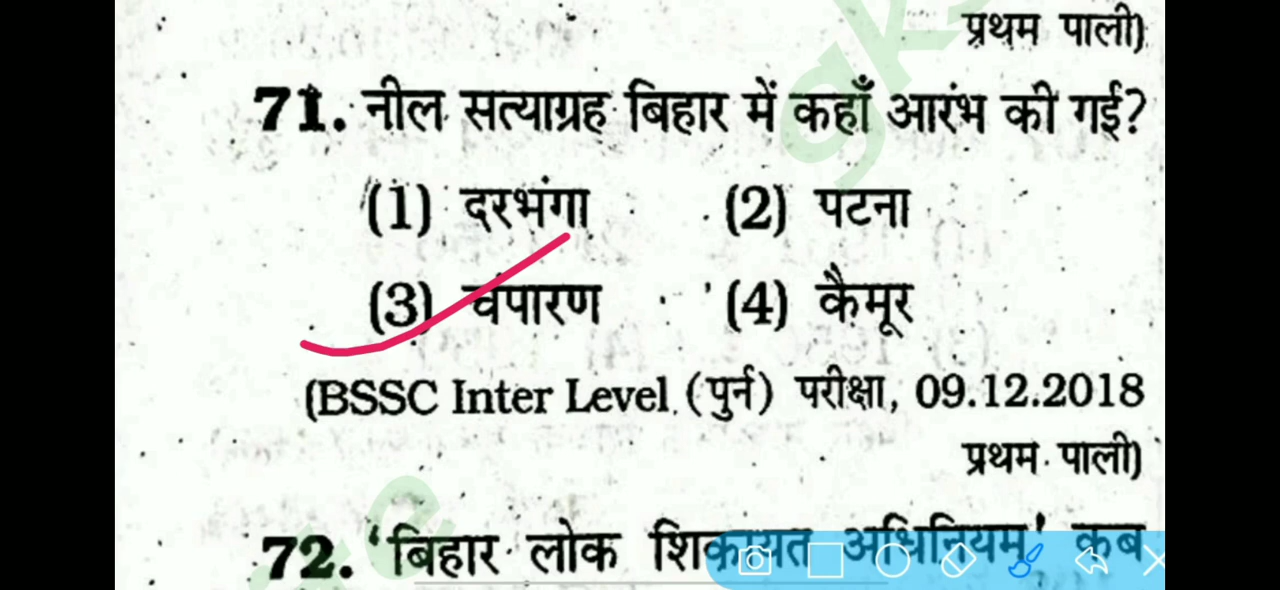 प्रथम पाली)
71. नील सत्याग्रह बिहार में कहाँ आरंभ की गई?
(1) दरभंगा (2) पटना
(3) चंपारण (4) कैमूर
(BSSC Inter Level (पुर्न) परीक्षा, 09.12.2018
प्रथम पाली)
72. 'बिहार लोक शिकायत अधिनियम' कब